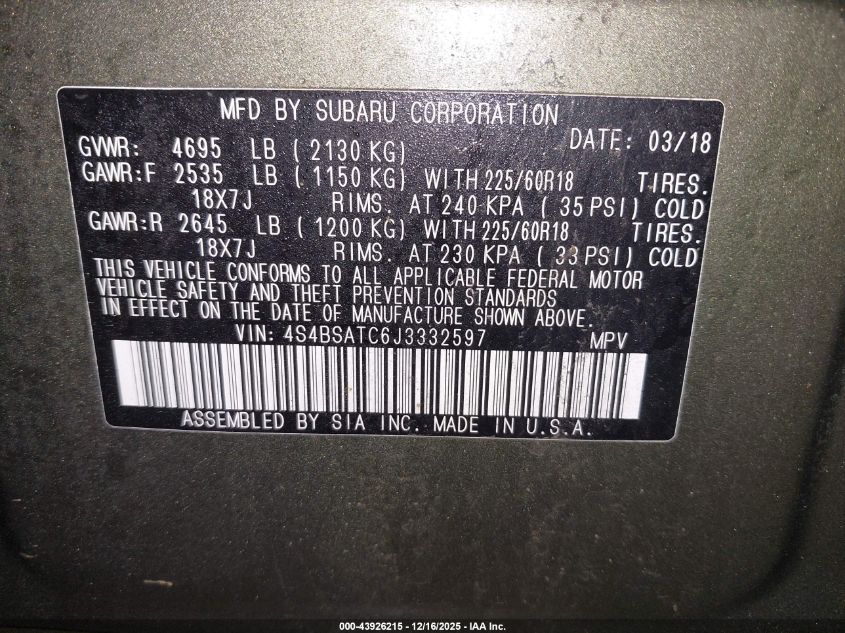 MFD BY SUBARU CORPORATION
GVWR: 4695 LB ( 2130 KG) DATE: 03/18
GAWR:F 2535 LB ( 1150 KG) WITH 225/60R18 TIRES.
18X7J RIMS. AT 240 KPA ( 35 PSI) COLD
GAWR:R 2645 LB ( 1200 KG) WITH 225/60R18 TIRES.
18X7J RIMS. AT 230 KPA ( 33 PSI) COLD
THIS VEHICLE CONFORMS TO ALL APPLICABLE FEDERAL MOTOR
VEHICLE SAFETY AND THEFT PREVENTION STANDARDS
IN EFFECT ON THE DATE OF MANUFACTURE SHOWN ABOVE.
VIN: 4S4BSATC6J3332597 MPV
ASSEMBLED BY SIA INC. MADE IN U.S.A.
000-43926215 - 12/16/2025 - IAA Inc.